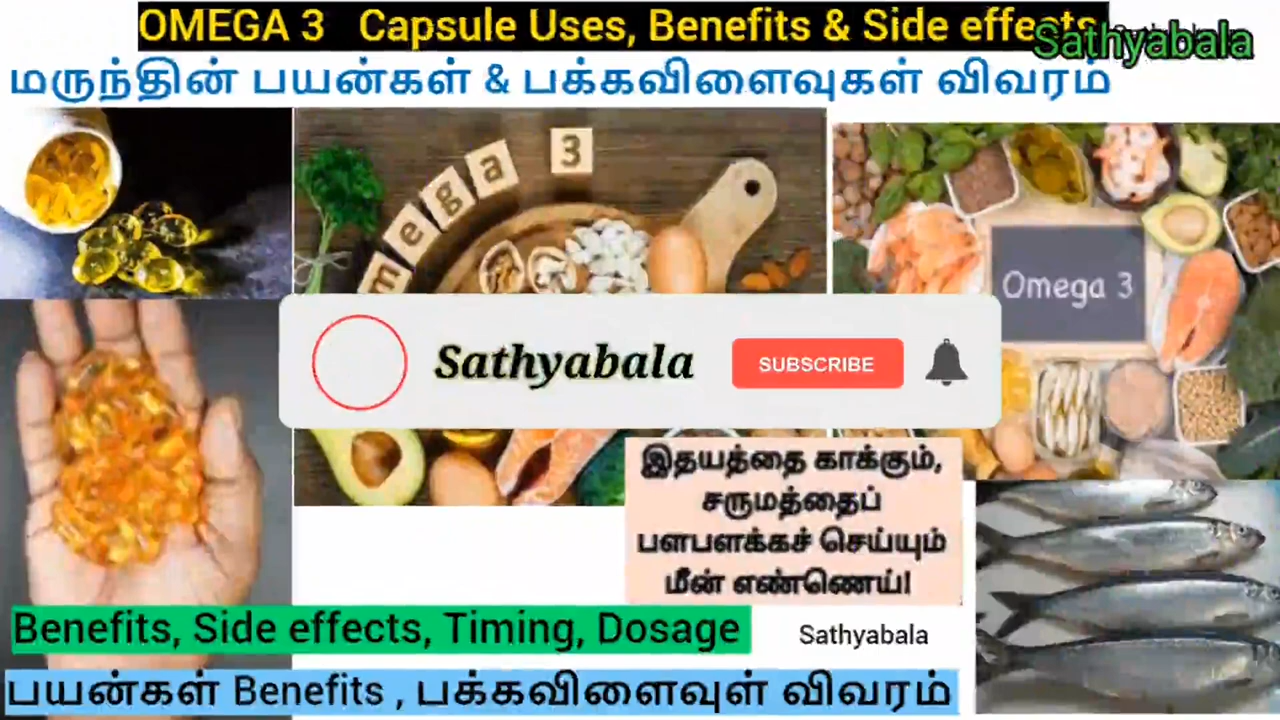 OMEGA 3 Capsule Uses, Benefits & Side effects
Sathyabala
மருந்தின் பயன்கள் & பக்கவிளைவுகள் விவரம்
mega 3
Omega 3
Sathyabala
SUBSCRIBE
இதயத்தை காக்கும்,
சருமத்தைப்
பளபளக்கச் செய்யும்
மீன் எண்ணெய்!
Benefits, Side effects, Timing, Dosage
Sathyabala
பயன்கள் Benefits , பக்கவிளைவுள் விவரம்